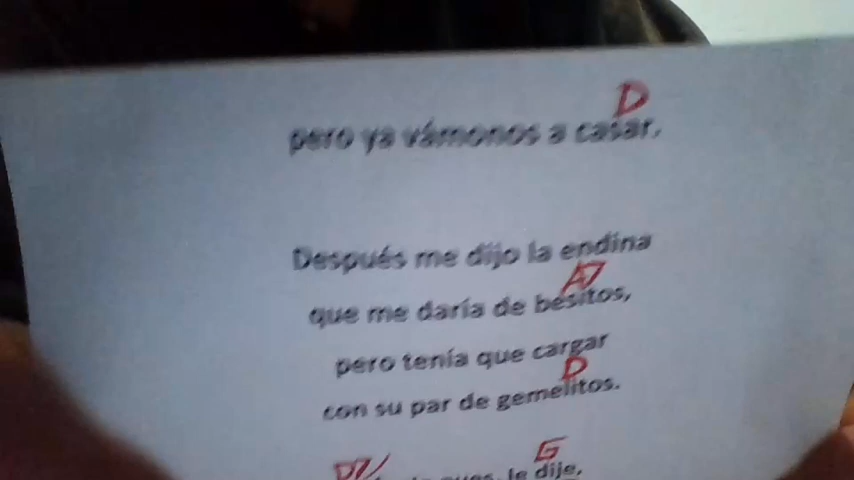 D
pero ya vámonos a casar.
Después me dijo la endina
A7
que me daría de besitos,
pero tenía que cargar
D
con su par de gemelitos.
D7 G
le dije,